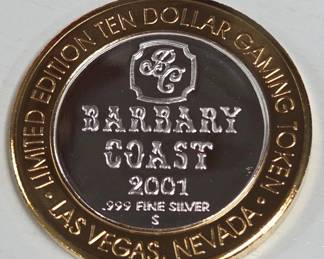 LIMITED EDITION TEN DOLLAR GAMING TOKEN
BC
BARBARY
COAST
2001
.999 FINE SILVER
S
• LAS VEGAS, NEVADA •